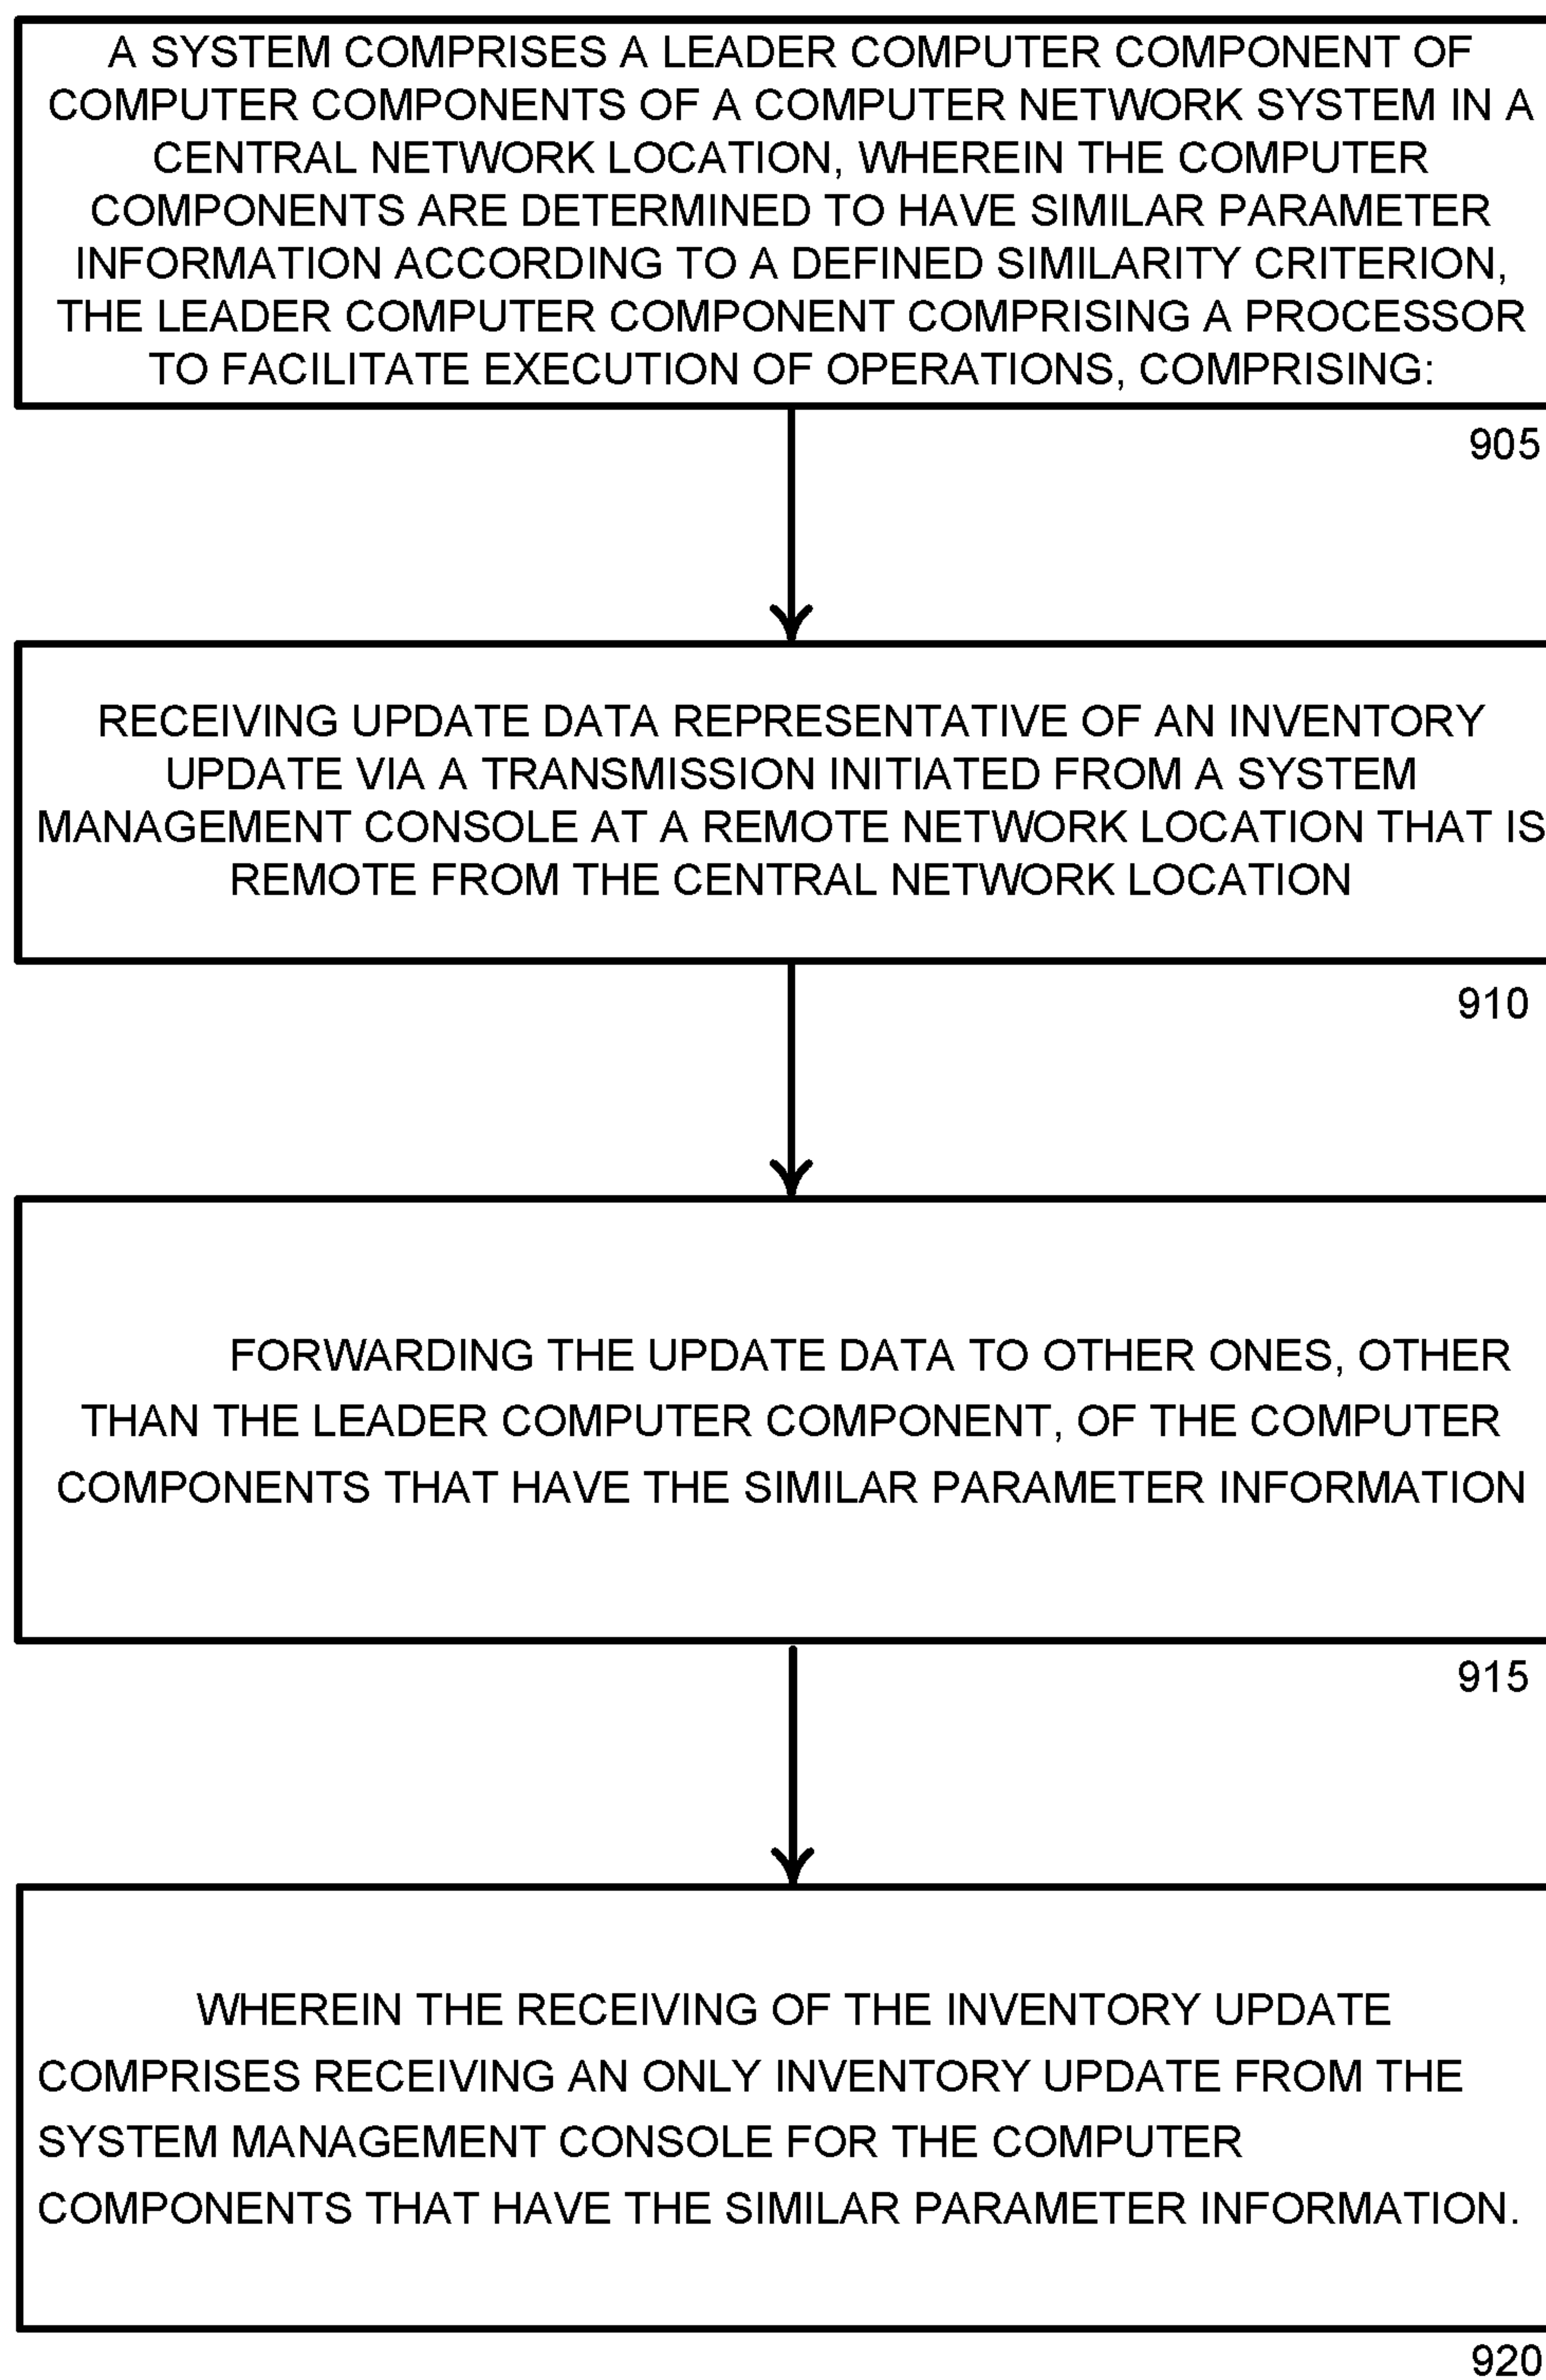 A SYSTEM COMPRISES A LEADER COMPUTER COMPONENT OF
COMPUTER COMPONENTS OF A COMPUTER NETWORK SYSTEM IN A
CENTRAL NETWORK LOCATION, WHEREIN THE COMPUTER
COMPONENTS ARE DETERMINED TO HAVE SIMILAR PARAMETER
INFORMATION ACCORDING TO A DEFINED SIMILARITY CRITERION,
THE LEADER COMPUTER COMPONENT COMPRISING A PROCESSOR
TO FACILITATE EXECUTION OF OPERATIONS, COMPRISING:
905
RECEIVING UPDATE DATA REPRESENTATIVE OF AN INVENTORY
UPDATE VIA A TRANSMISSION INITIATED FROM A SYSTEM
MANAGEMENT CONSOLE AT A REMOTE NETWORK LOCATION THAT IS
REMOTE FROM THE CENTRAL NETWORK LOCATION
910
FORWARDING THE UPDATE DATA TO OTHER ONES, OTHER
THAN THE LEADER COMPUTER COMPONENT, OF THE COMPUTER
COMPONENTS THAT HAVE THE SIMILAR PARAMETER INFORMATION
915
WHEREIN THE RECEIVING OF THE INVENTORY UPDATE
COMPRISES RECEIVING AN ONLY INVENTORY UPDATE FROM THE
SYSTEM MANAGEMENT CONSOLE FOR THE COMPUTER
COMPONENTS THAT HAVE THE SIMILAR PARAMETER INFORMATION.
920